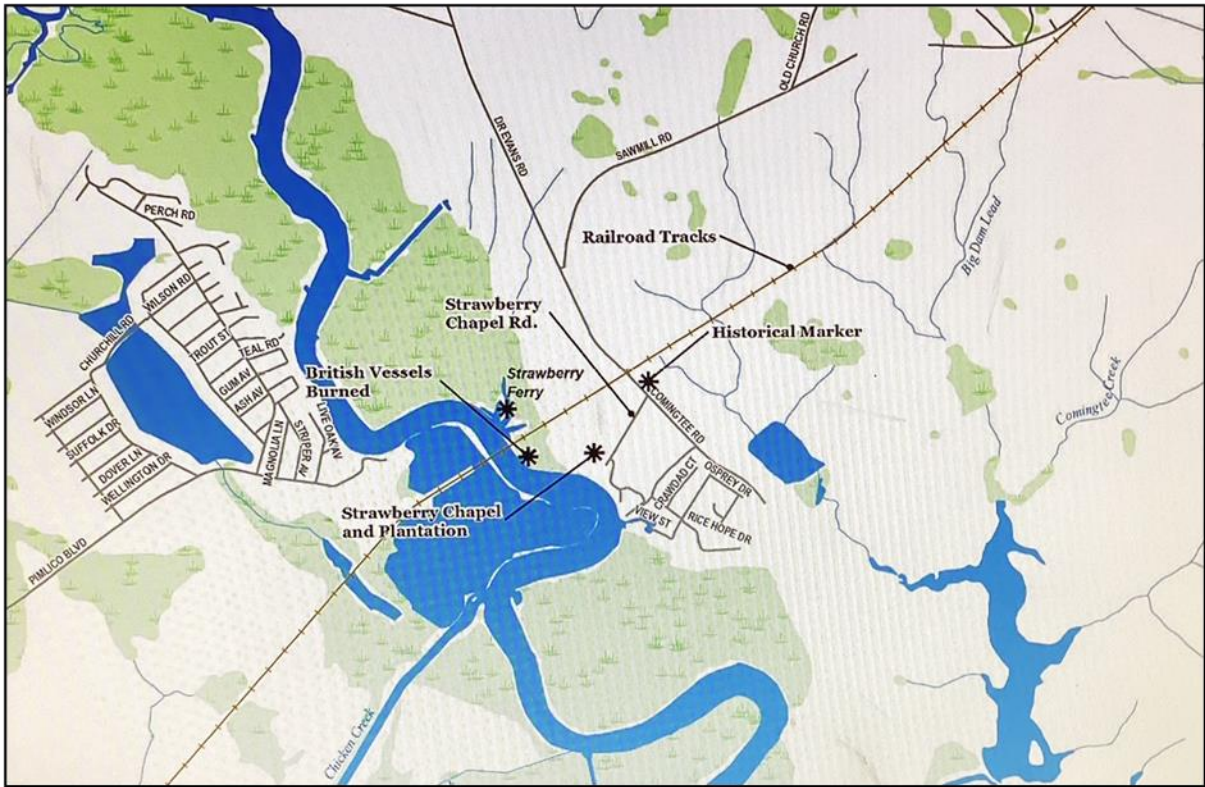 OLD CHURCH RD
DR EVANS RD
SAWMILL RD
PERCH RD
Big Dam Lead
Railroad Tracks
WILSON RD
Strawberry
Chapel Rd.
Historical Marker
CHURCHILL RD
TROUT ST
TEAL RD
British Vessels
Burned
Strawberry
Ferry
GUM AV
ASH AV
COMINGTEE RD
Comingtee Creek
WINDSOR LN
SUFFOLK DR
DOVER LN
WELLINGTON DR
MAGNOLIA LN
STRIPER AV
LIVE OAK AV
CRAWDAD CT
OSPREY DR
Strawberry Chapel
and Plantation
VIEW ST
RICE HOPE DR
PIMLICO BLVD
Chicken Creek